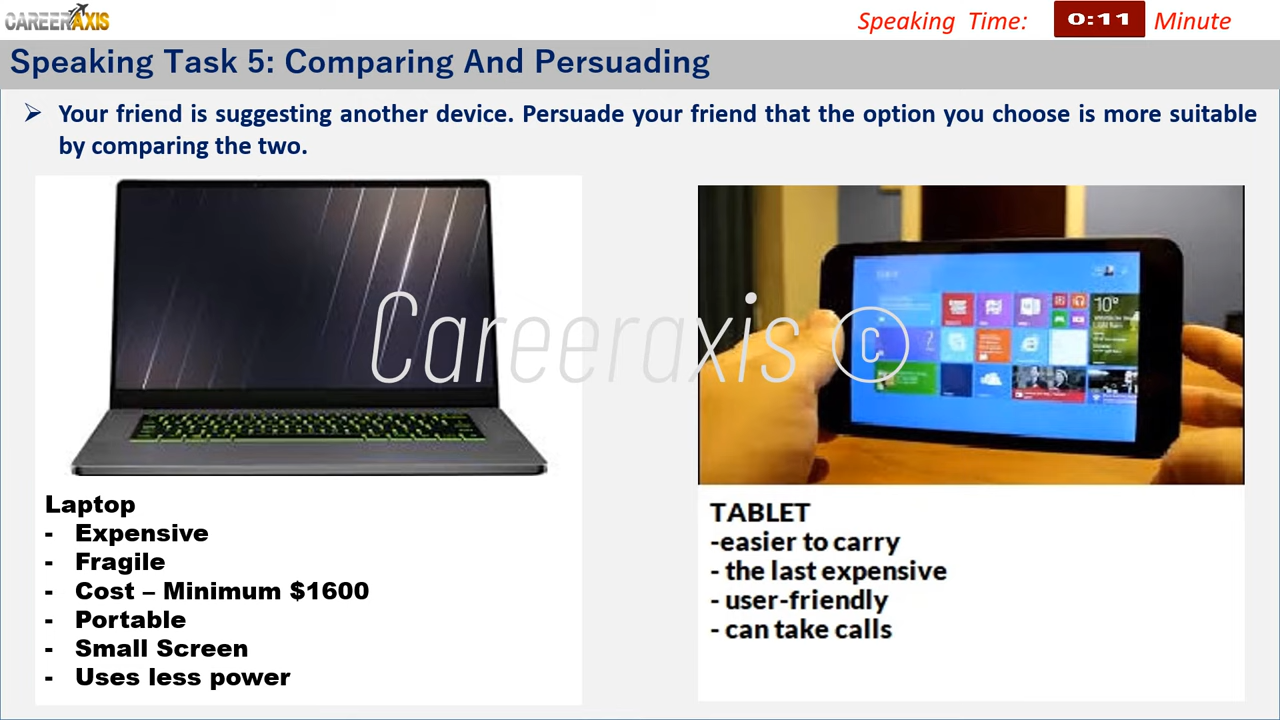 CAREERAXIS
Speaking Time: 0:11 Minute
Speaking Task 5: Comparing And Persuading
➢ Your friend is suggesting another device. Persuade your friend that the option you choose is more suitable
by comparing the two.
10°
Careeraxis ©
Laptop
- Expensive
- Fragile
- Cost – Minimum $1600
- Portable
- Small Screen
- Uses less power
TABLET
-easier to carry
- the last expensive
- user-friendly
- can take calls